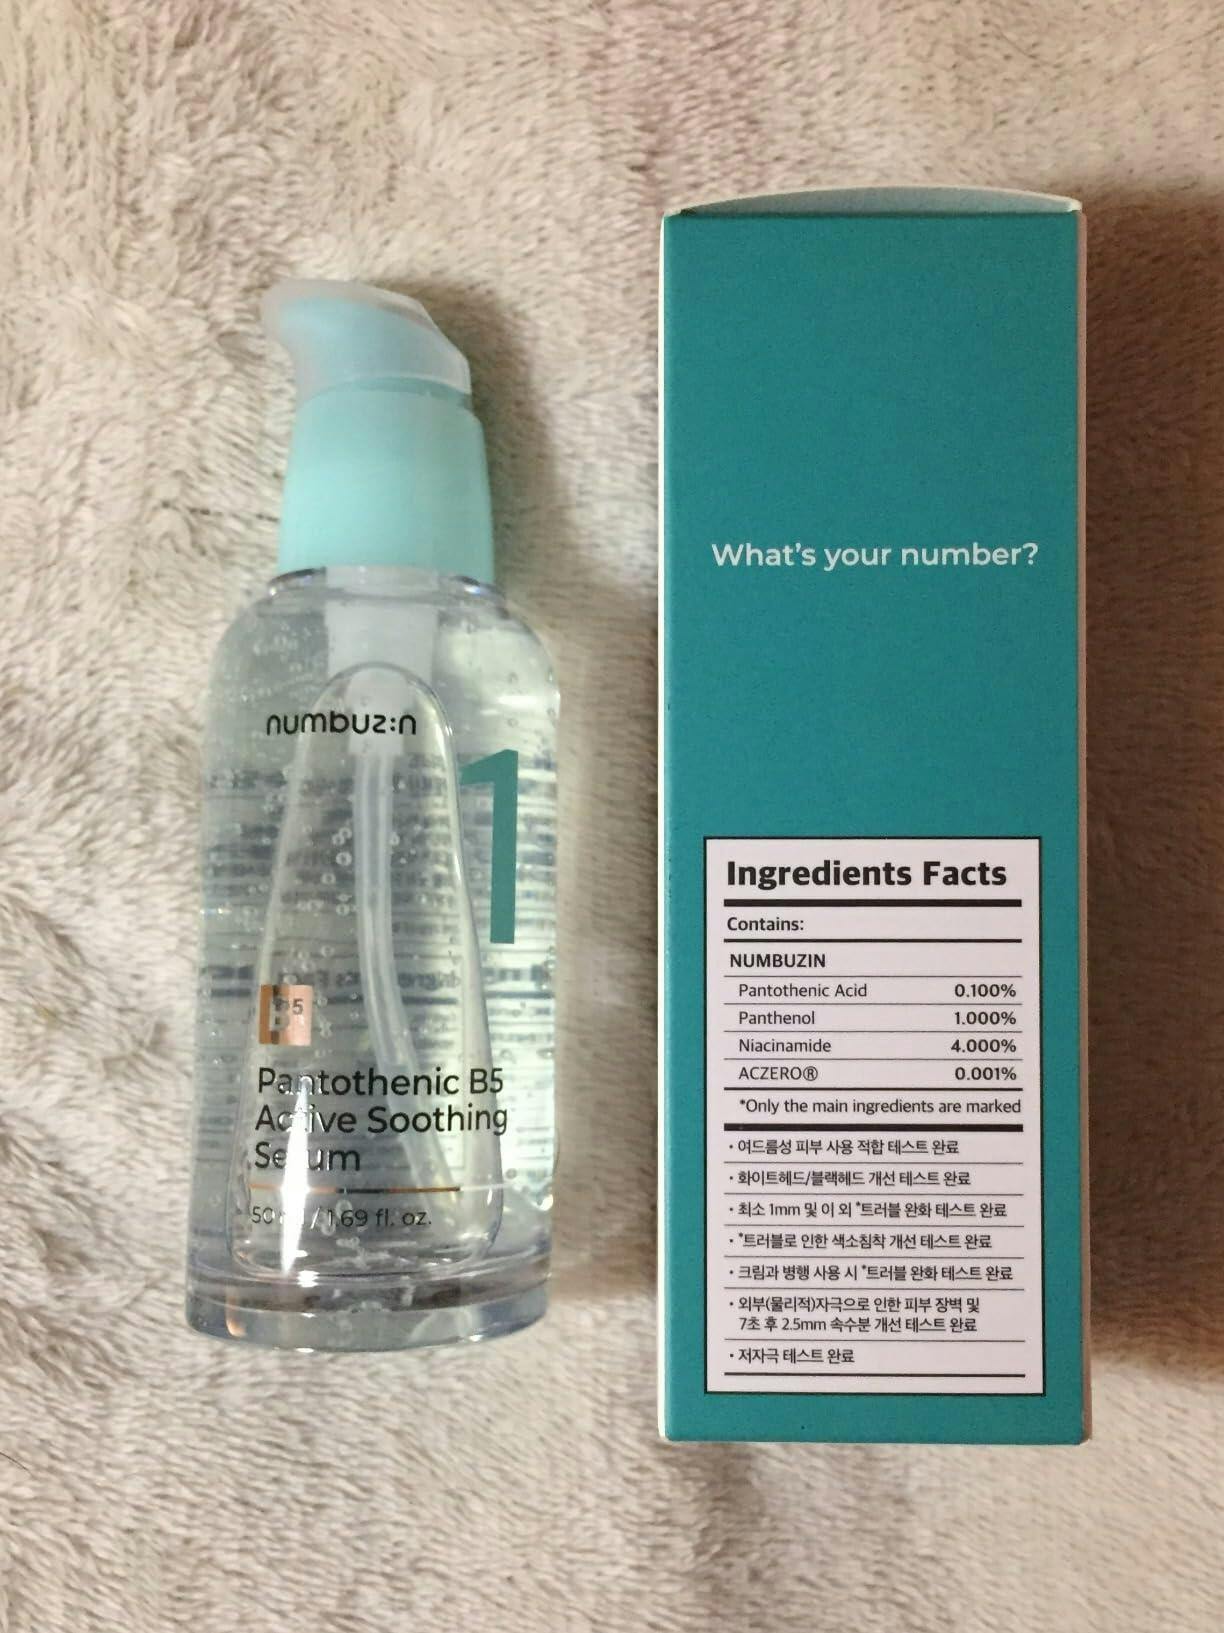 numbuz:n
1
B5
Pantothenic B5
Active Soothing
Serum
50 ml / 1.69 fl. oz.
What's your number?
Ingredients Facts
Contains:
NUMBUZIN
Pantothenic Acid 0.100%
Panthenol 1.000%
Niacinamide 4.000%
ACZERO® 0.001%
*Only the main ingredients are marked
· 여드름성 피부 사용 적합 테스트 완료
· 화이트헤드/블랙헤드 개선 테스트 완료
· 최소 1mm 및 이 외 *트러블 완화 테스트 완료
· *트러블로 인한 색소침착 개선 테스트 완료
· 크림과 병행 사용 시 *트러블 완화 테스트 완료
· 외부(물리적)자극으로 인한 피부 장벽 및
7초 후 2.5mm 속수분 개선 테스트 완료
· 저자극 테스트 완료